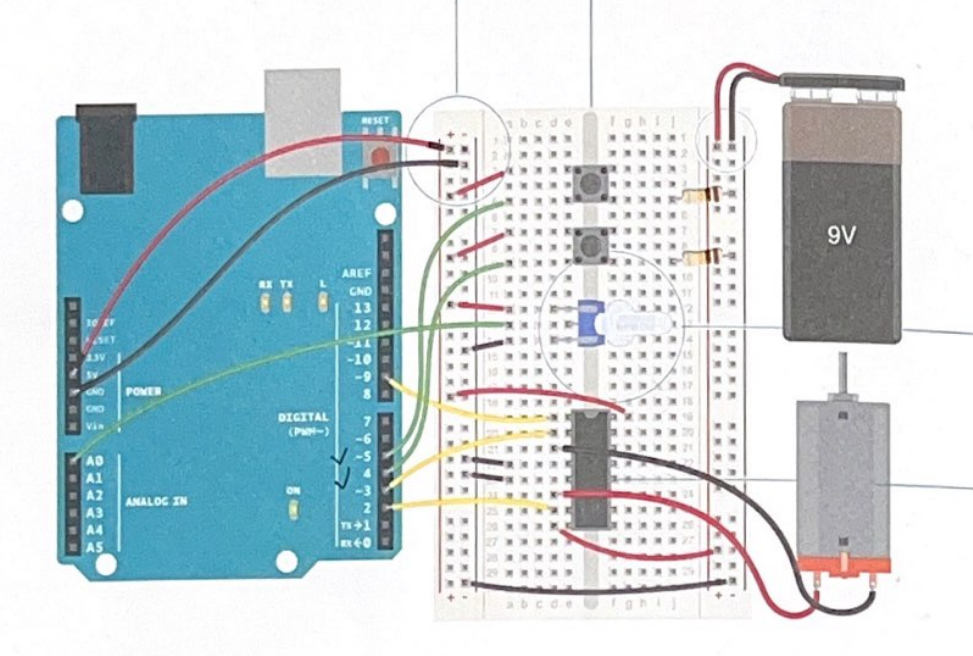 RESET
+ -
a b c d e
f g h i j
9V
AREF
GND
RX TX L
13
12
-11
-10
-9
8
RESET
3.3V
5V
GND
GND
Vin
POWER
DIGITAL
(PWM~)
7
-6
-5
4
-3
2
TX→1
RX←0
A0
A1
A2
A3
A4
A5
ANALOG IN
ON
+ -
a b c d e
f g h i j
- +